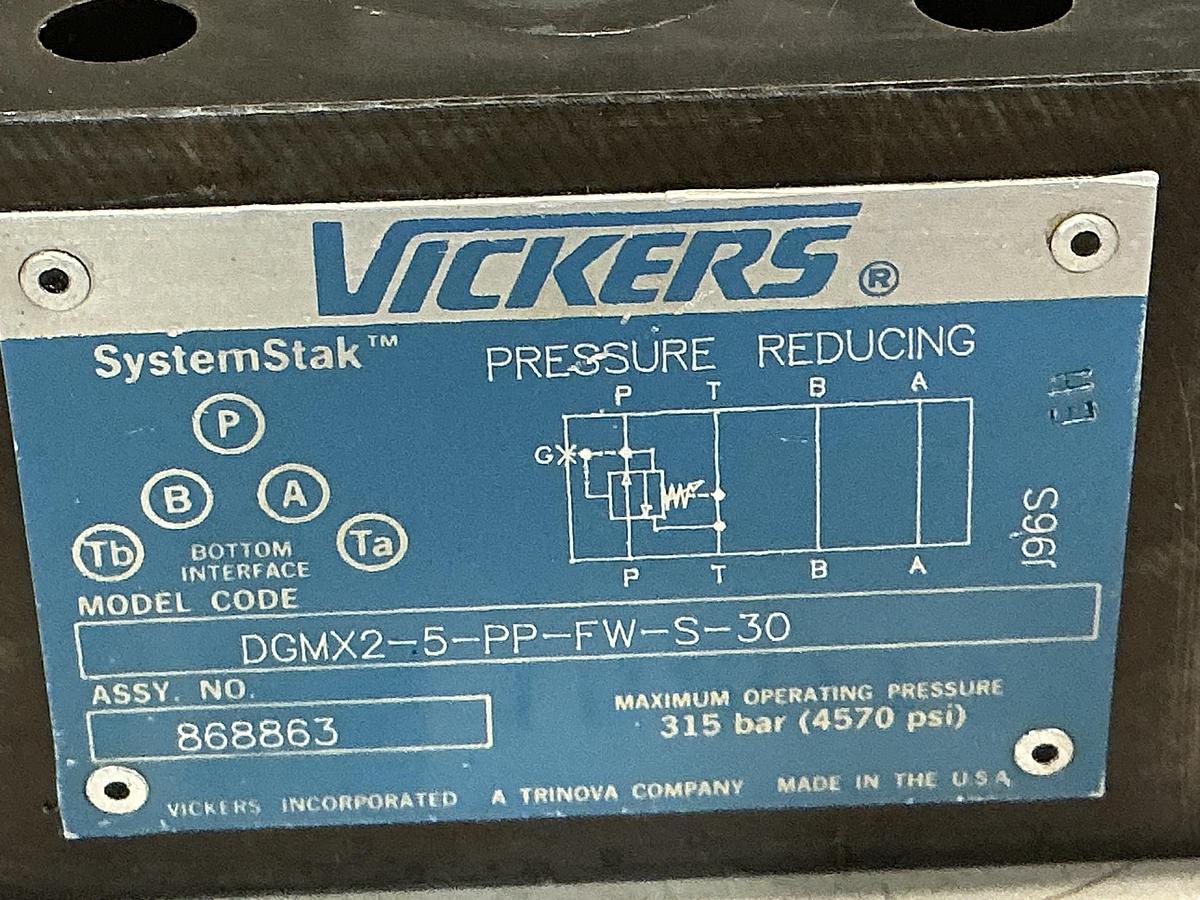 VICKERS®
SystemStak™
PRESSURE REDUCING
P T B A
G
P
B A
Tb Ta
BOTTOM
INTERFACE
P T B A
EH
J96S
MODEL CODE
DGMX2-5-PP-FW-S-30
ASSY. NO.
868863
MAXIMUM OPERATING PRESSURE
315 bar (4570 psi)
VICKERS INCORPORATED A TRINOVA COMPANY MADE IN THE U.S.A